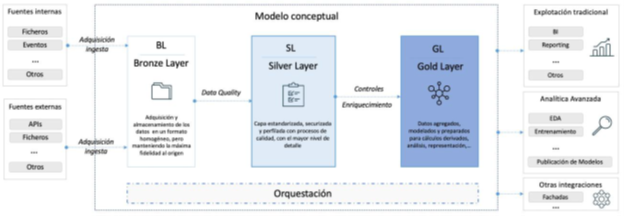 Fuentes internas
Ficheros
Eventos
...
Otros
Fuentes externas
APIs
Ficheros
...
Otros
Adquisición
ingesta
Adquisición
ingesta
Modelo conceptual
BL
Bronze Layer
Adquisición y
almacenamiento de los
datos en un formato
homogéneo, pero
manteniendo la máxima
fidelidad al origen
Data Quality
SL
Silver Layer
Capa estandarizada, securizada
y perfilada con procesos de
calidad, con el mayor nivel de
detalle
Controles
Enriquecimiento
GL
Gold Layer
Datos agregados,
modelados y preparados
para cálculos derivados,
análisis, representación,...
Orquestación
Explotación tradicional
BI
Reporting
...
Otros
Analítica Avanzada
EDA
Entrenamiento
...
Publicación de Modelos
Otras integraciones
Fachadas
...